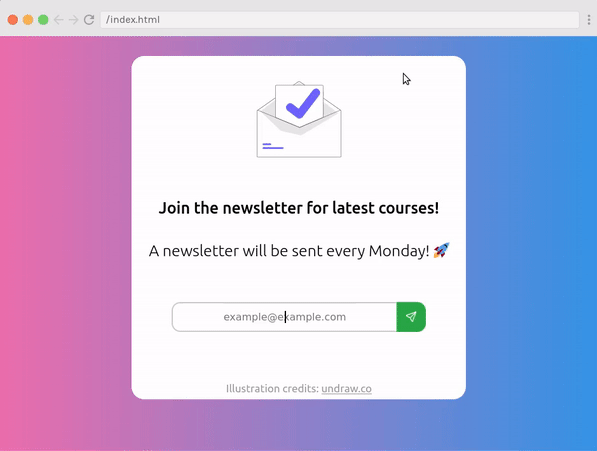 /index.html
Join the newsletter for latest courses!
A newsletter will be sent every Monday! 🚀
example@example.com
Illustration credits: undraw.co